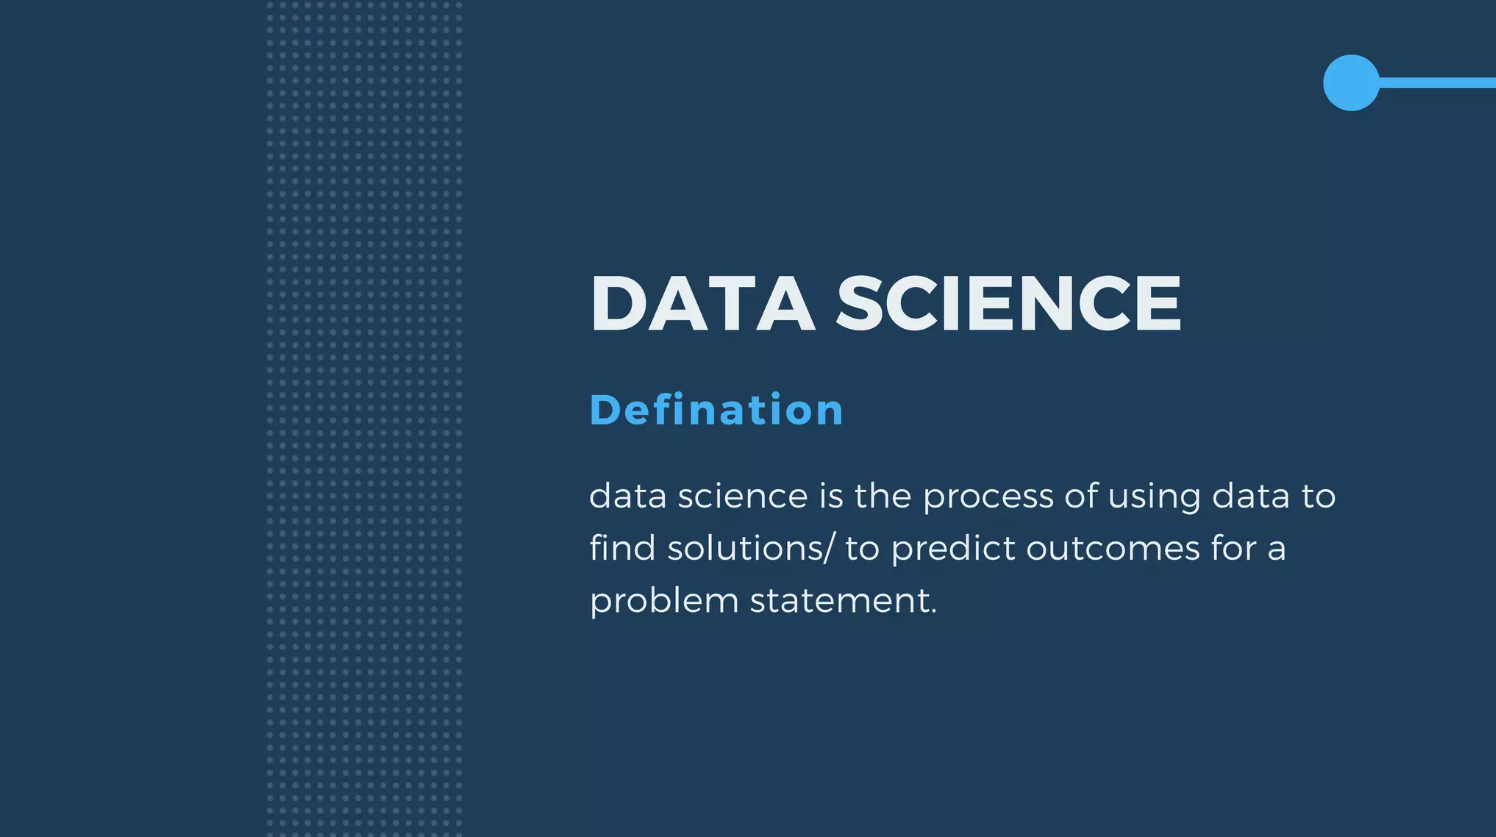 DATA SCIENCE
Defination
data science is the process of using data to
find solutions/ to predict outcomes for a
problem statement.